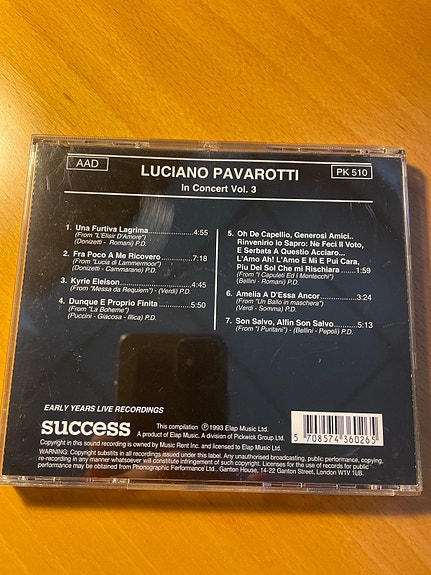 AAD
LUCIANO PAVAROTTI
PK 510
In Concert Vol. 3
1. Una Furtiva Lagrima..............4:55
(From "L'Elisir D'Amore")
(Donizetti - Romani) P.D.
2. Fra Poco A Me Ricovero........7:18
(From "Lucia di Lammemoor")
(Donizetti - Cammarano) P.D.
3. Kyrie Eleison...........................4:45
(From "Messa da Requiem") - (Verdi) P.D.
4. Dunque E Proprio Finita.........5:50
(From "La Boheme")
(Puccini - Giacosa - Illica) P.D.
5. Oh De Capellio, Generosi Amici..
Rinvenirlo Io Sapro: Ne Feci Il Voto,
E Serbata A Questio Acciaro...
L'Amo Ah! L'Amo E Mi E Pui Cara,
Piu Del Sol Che mi Rischiara.........1:59
(From "I Capuleti Ed i Montecchi")
(Bellini - Romani) P.D.
6. Amelia A D'Essa Ancor...............3:24
(From "Un Ballo in maschera")
(Verdi - Somma) P.D.
7. Son Salvo, Alfin Son Salvo..........5:13
(From "I Puritani") - (Bellini - Pepoli) P.D.
EARLY YEARS LIVE RECORDINGS
success
This compilation ℗ 1993 Elap Music Ltd.
A product of Elap Music. A division of Pickwick Group Ltd.
5 708574 360265
Copyright in this sound recording is owned by Music Rent Inc. and licensed to Elap Music Ltd.
WARNING: Copyright substits in all recordings issued under this label. Any unauthorised broadcasting, public performance, copying,
re-recording in any manner whatsoever will constitute infringement of such copyright. Licenses for the use of records for public
performance may be obtained from Phonographic Performance Ltd., Ganton House, 14-22 Ganton Street, London W1V 1LB.